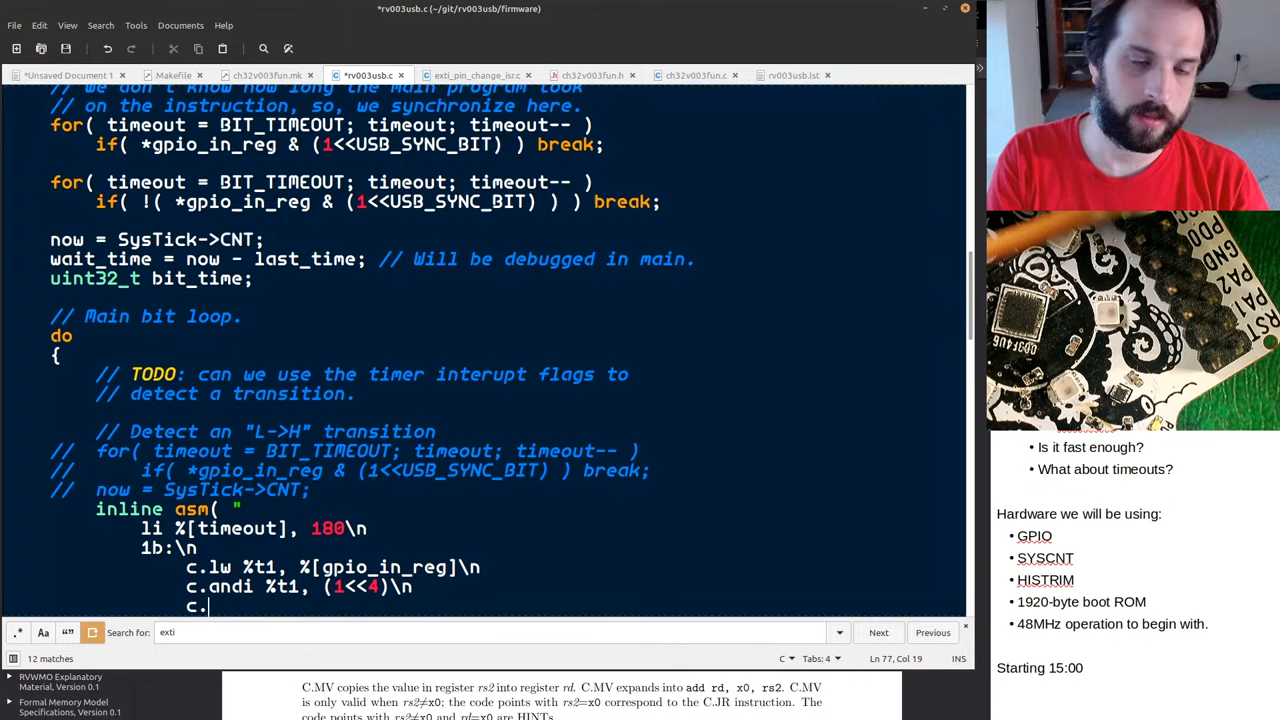 *rv003usb.c (~/git/rv003usb/firmware)
File Edit View Search Tools Documents Help
*Unsaved Document 1 Makefile ch32v003fun.mk *rv003usb.c exti_pin_change_isr.c ch32v003fun.h ch32v003fun.c rv003usb.lst
// we don't know how long the main program took
// on the instruction, so, we synchronize here.
for( timeout = BIT_TIMEOUT; timeout; timeout-- )
if( *gpio_in_reg & (1<<USB_SYNC_BIT) ) break;
for( timeout = BIT_TIMEOUT; timeout; timeout-- )
if( !( *gpio_in_reg & (1<<USB_SYNC_BIT) ) ) break;
now = SysTick->CNT;
wait_time = now - last_time; // Will be debugged in main.
uint32_t bit_time;
// Main bit loop.
do
{
// TODO: can we use the timer interupt flags to
// detect a transition.
// Detect an "L->H" transition
// for( timeout = BIT_TIMEOUT; timeout; timeout-- )
// if( *gpio_in_reg & (1<<USB_SYNC_BIT) ) break;
// now = SysTick->CNT;
inline asm( "
li %[timeout], 180\n
1b:\n
c.lw %t1, %[gpio_in_reg]\n
c.andi %t1, (1<<4)\n
c.
.* Aa “” Search for: exti Next Previous
12 matches C Tabs: 4 Ln 77, Col 19 INS
RVWMO Explanatory
Material, Version 0.1
Formal Memory Model
Specifications, Version 0.1
C.MV copies the value in register rs2 into register rd. C.MV expands into add rd, x0, rs2. C.MV
is only valid when rs2≠x0; the code points with rs2=x0 correspond to the C.JR instruction. The
code points with rs2≠x0 and rd=x0 are HINTs.
PD0
GND
PA2
PA1
RST
• Is it fast enough?
• What about timeouts?
Hardware we will be using:
• GPIO
• SYSCNT
• HISTRIM
• 1920-byte boot ROM
• 48MHz operation to begin with.
Starting 15:00